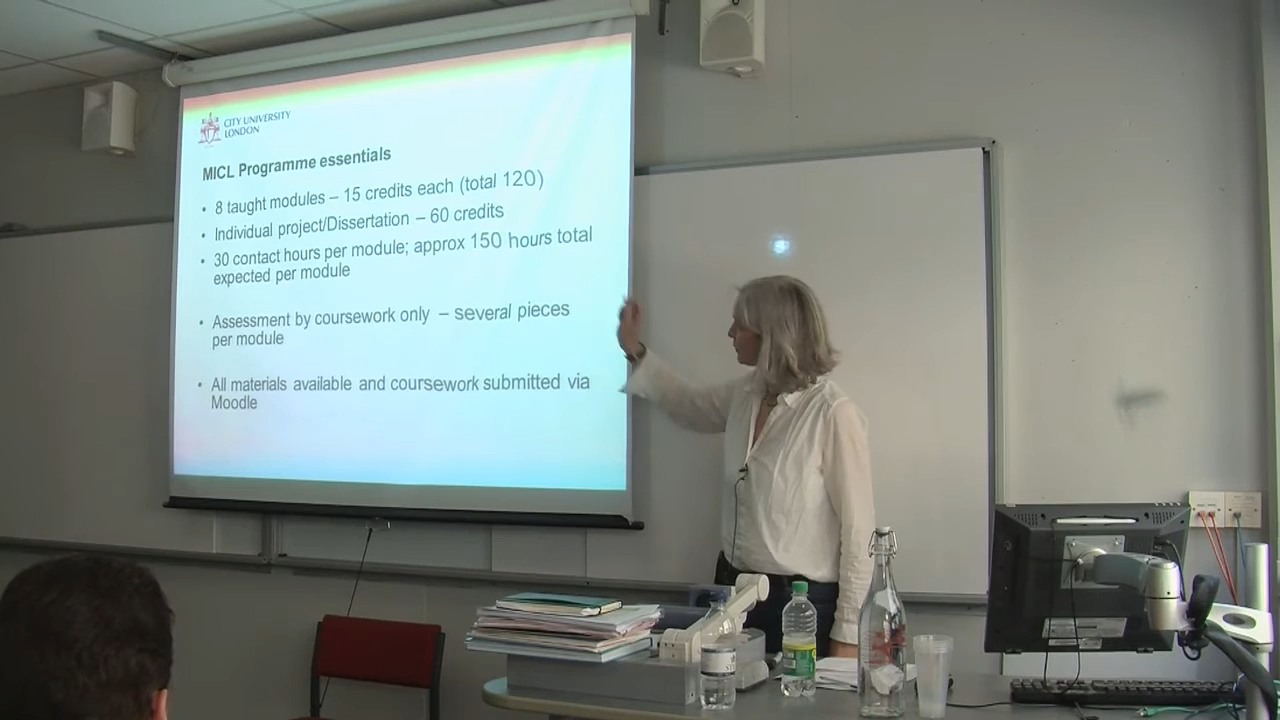 CITY UNIVERSITY
LONDON
MICL Programme essentials
• 8 taught modules – 15 credits each (total 120)
• Individual project/Dissertation – 60 credits
• 30 contact hours per module; approx 150 hours total
expected per module
• Assessment by coursework only – several pieces
per module
• All materials available and coursework submitted via
Moodle